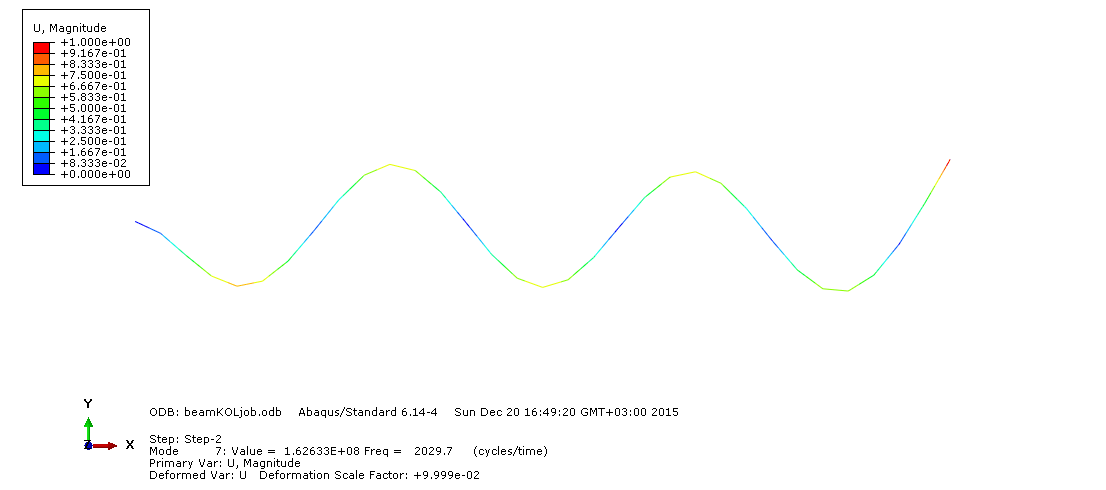 U, Magnitude
+1.000e+00
+9.167e-01
+8.333e-01
+7.500e-01
+6.667e-01
+5.833e-01
+5.000e-01
+4.167e-01
+3.333e-01
+2.500e-01
+1.667e-01
+8.333e-02
+0.000e+00
Y
Z
X
ODB: beamKOLjob.odb Abaqus/Standard 6.14-4 Sun Dec 20 16:49:20 GMT+03:00 2015
Step: Step-2
Mode 7: Value = 1.62633E+08 Freq = 2029.7 (cycles/time)
Primary Var: U, Magnitude
Deformed Var: U Deformation Scale Factor: +9.999e-02